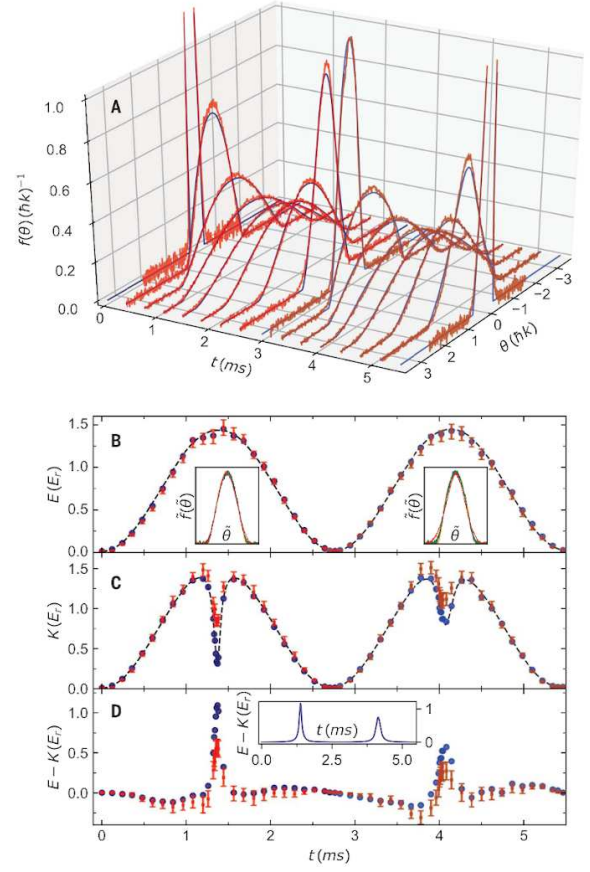 A
f(θ) (ħk)⁻¹
1.0
0.8
0.6
0.4
0.2
0.0
0 1 2 3 4 5
t (ms)
3 2 1 0 −1 −2 −3
θ (ħk)
B
E (Eᵣ)
1.5
1.0
0.5
0.0
f̃(θ̃)
θ̃
f̃(θ̃)
θ̃
C
K (Eᵣ)
1.5
1.0
0.5
0.0
D
E − K (Eᵣ)
1.0
0.5
0.0
E − K (Eᵣ)
t (ms)
1
0
0.0 2.5 5.0
0 1 2 3 4 5
t (ms)